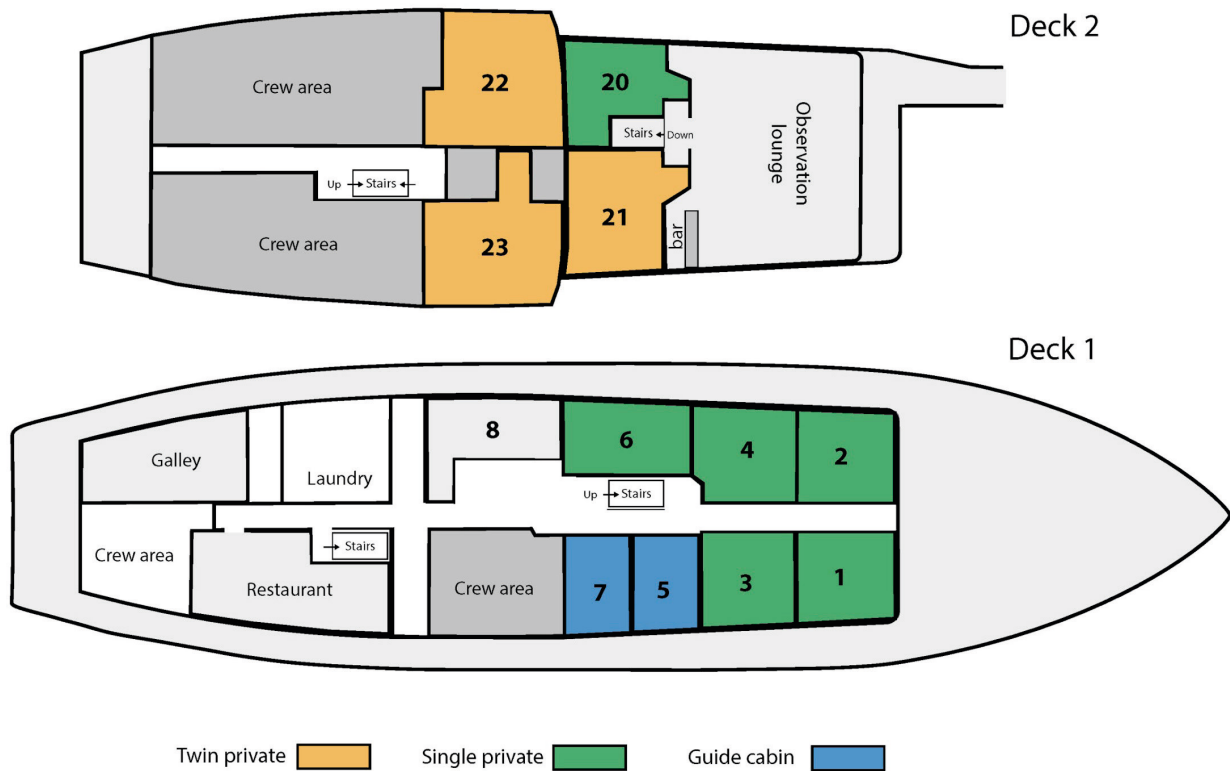 Deck 2
Crew area
22
20
Stairs Down
Observation
lounge
Up Stairs
21
bar
Crew area
23
Deck 1
8
6
4
2
Galley
Laundry
Up Stairs
Crew area
Stairs
Restaurant
Crew area
7
5
3
1
Twin private
Single private
Guide cabin